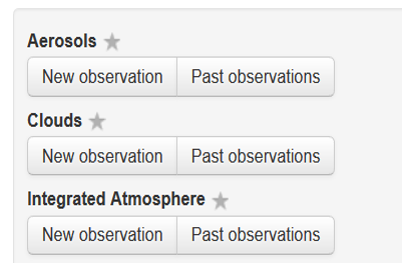 Aerosols
New observation Past observations
Clouds
New observation Past observations
Integrated Atmosphere
New observation Past observations